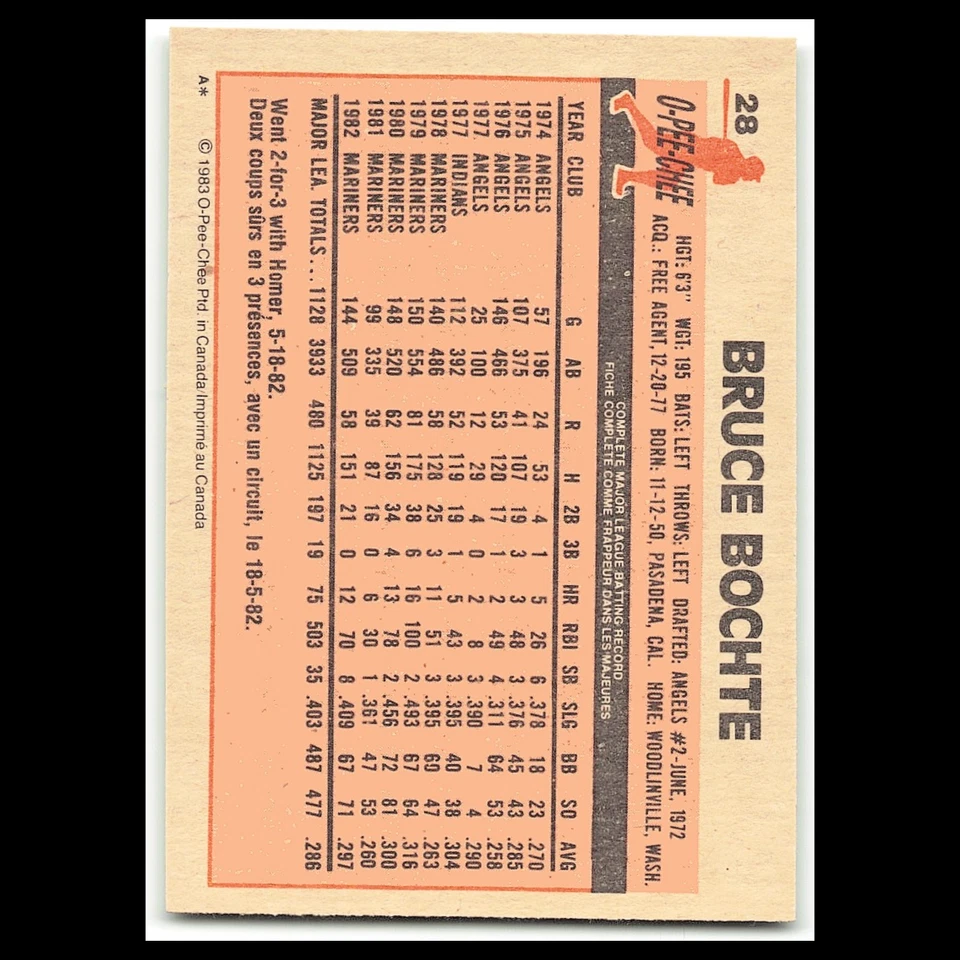 28 BRUCE BOCHTE
O-PEE-CHEE
HGT: 6'3" WGT: 195 BATS: LEFT THROWS: LEFT DRAFTED: ANGELS #2-JUNE, 1972
ACQ.: FREE AGENT, 12-20-77 BORN: 11-12-50, PASADENA, CAL. HOME: WOODLINVILLE, WASH.
COMPLETE MAJOR LEAGUE BATTING RECORD
FICHE COMPLETE COMME FRAPPEUR DANS LES MAJEURES
YEAR CLUB G AB R H 2B 3B HR RBI SB SLG BB SO AVG
1974 ANGELS 57 196 24 53 4 1 5 26 6 .378 18 23 .270
1975 ANGELS 107 375 41 107 19 3 3 48 3 .376 45 43 .285
1976 ANGELS 146 466 53 120 17 1 2 49 4 .311 64 53 .258
1977 ANGELS 25 100 12 29 4 0 2 8 3 .390 7 4 .290
1977 INDIANS 112 392 52 119 19 1 5 43 3 .395 40 38 .304
1978 MARINERS 140 486 58 128 25 3 11 51 3 .395 60 47 .263
1979 MARINERS 150 554 81 175 38 6 16 100 2 .493 67 64 .316
1980 MARINERS 148 520 62 156 34 4 13 78 2 .456 72 81 .300
1981 MARINERS 99 335 39 87 16 0 6 30 1 .361 47 53 .260
1982 MARINERS 144 509 58 151 21 0 12 70 8 .409 67 71 .297
MAJOR LEA. TOTALS... 1128 3933 480 1125 197 19 75 503 35 .403 487 477 .286
Went 2-for-3 with Homer, 5-18-82.
Deux coups sûrs en 3 présences, avec un circuit, le 18-5-82.
A* © 1983 O-Pee-Chee Ptd. in Canada/Imprimé au Canada